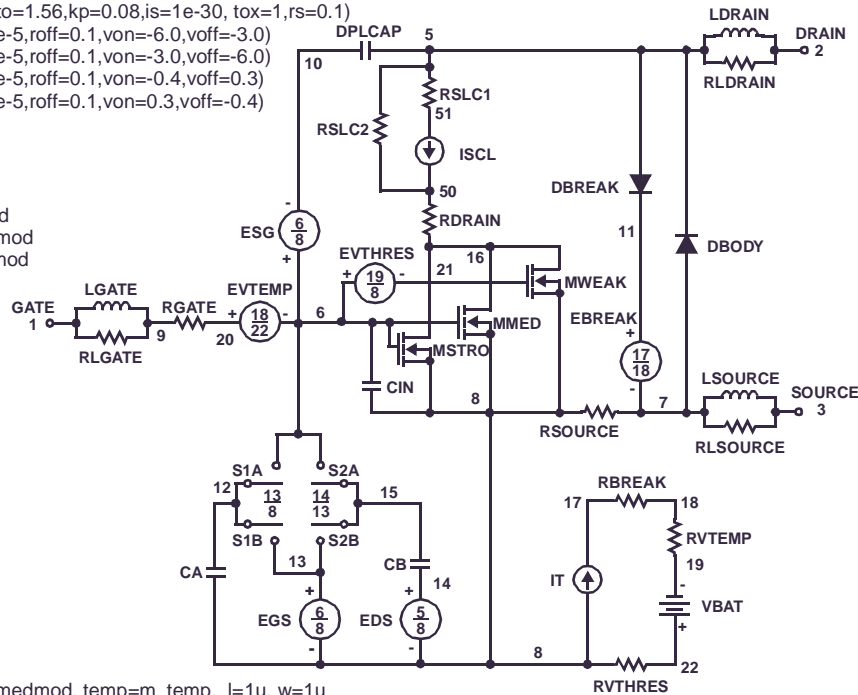 to=1.56,kp=0.08,is=1e-30, tox=1,rs=0.1)
e-5,roff=0.1,von=-6.0,voff=-3.0)
e-5,roff=0.1,von=-3.0,voff=-6.0)
e-5,roff=0.1,von=-0.4,voff=0.3)
e-5,roff=0.1,von=0.3,voff=-0.4)
d
mod
mod
LDRAIN
DPLCAP 5 DRAIN
10 2
RLDRAIN
RSLC1
51
RSLC2
ISCL
50
DBREAK
RDRAIN
11
DBODY
-
ESG 6/8
+
EVTHRES
+ 19/8 -
21
16
MWEAK
LGATE
GATE
1
RLGATE
9
RGATE
20
EVTEMP
+ 18/22 -
6
MMED
MSTRO
EBREAK
+
17/18
-
CIN
8
LSOURCE
SOURCE
7
3
RSOURCE
RLSOURCE
S1A S2A
12 13/8 14/13 15
S1B S2B
13
CA
CB
14
+ +
EGS 6/8 EDS 5/8
- -
RBREAK
17 18
RVTEMP
19
IT
-
VBAT
+
8
22
RVTHRES
medmod, temp=m_temp, l=1u, w=1u